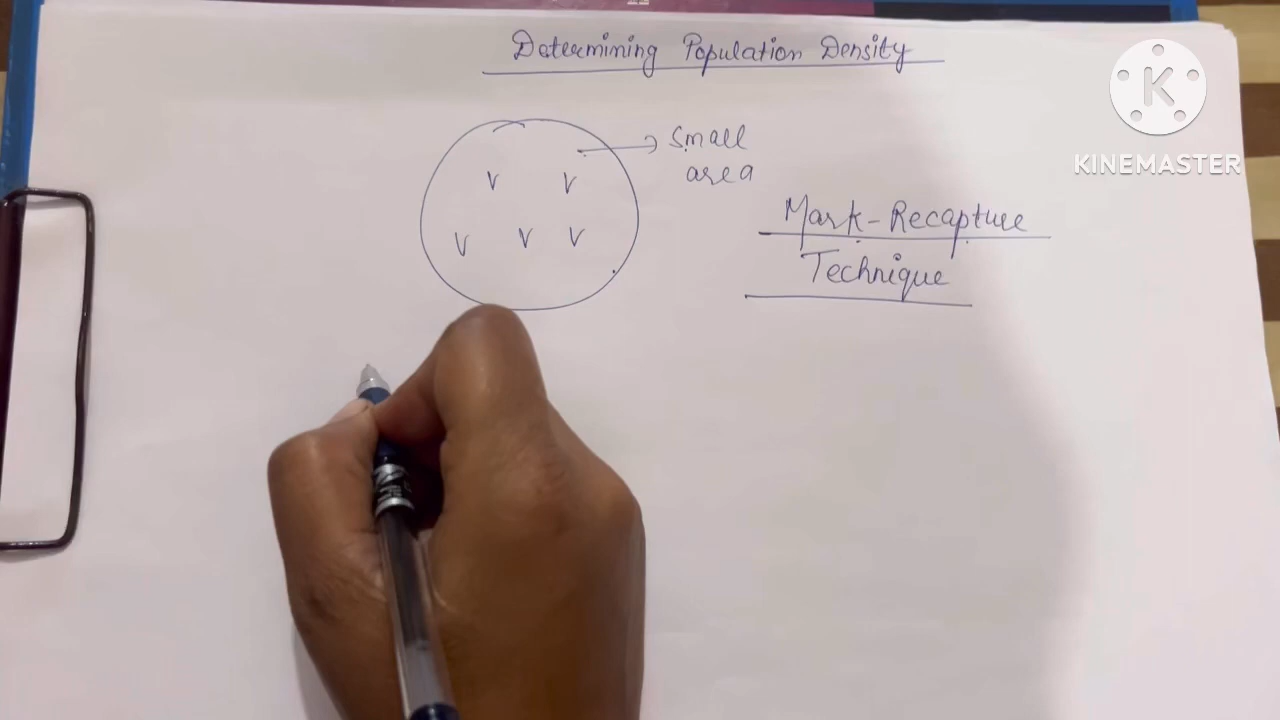 Determining Population Density
Small
area
V V
V V V
Mark-Recapture
Technique
K
KINEMASTER